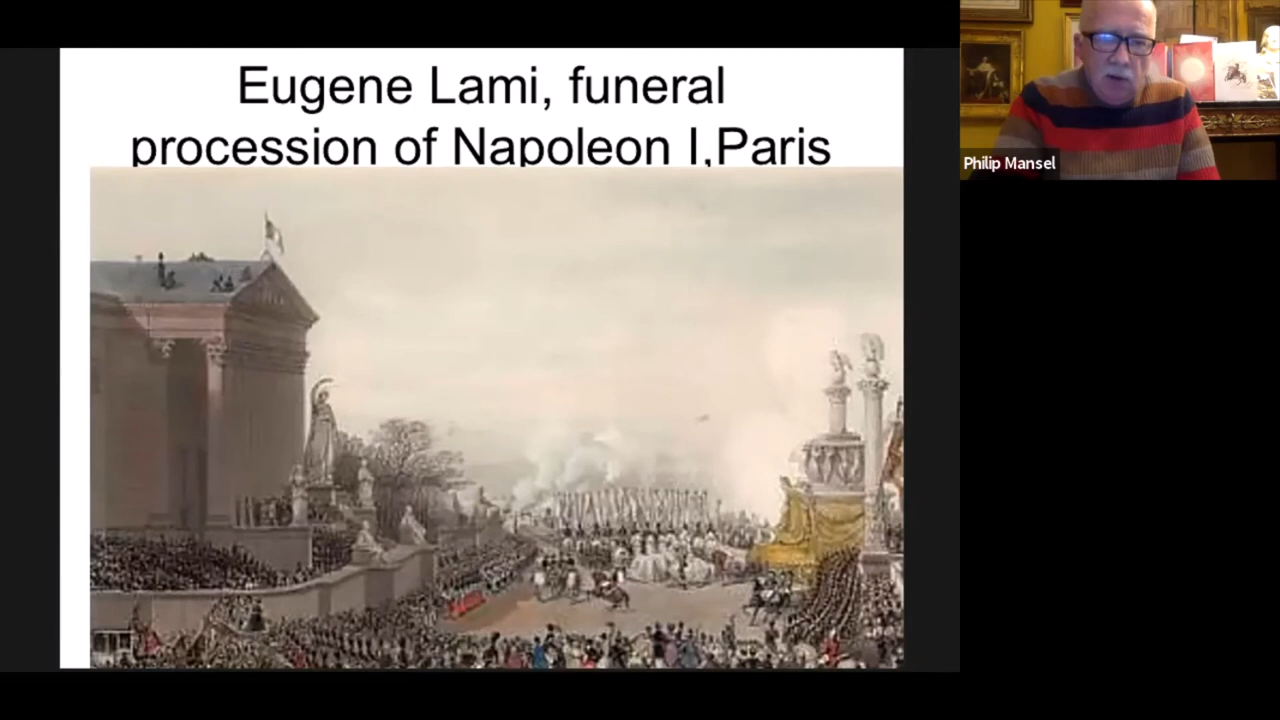 Eugene Lami, funeral
procession of Napoleon I,Paris
Philip Mansel